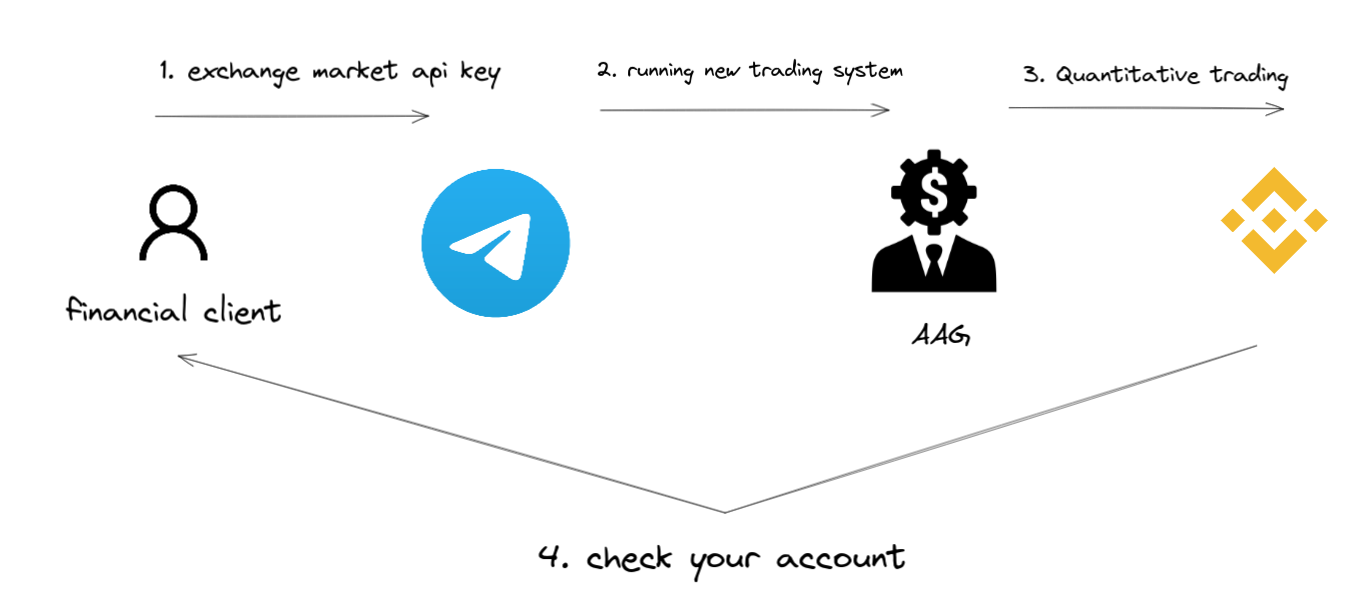 1. exchange market api key
2. running new trading system
3. Quantitative trading
financial client
AAG
4. check your account